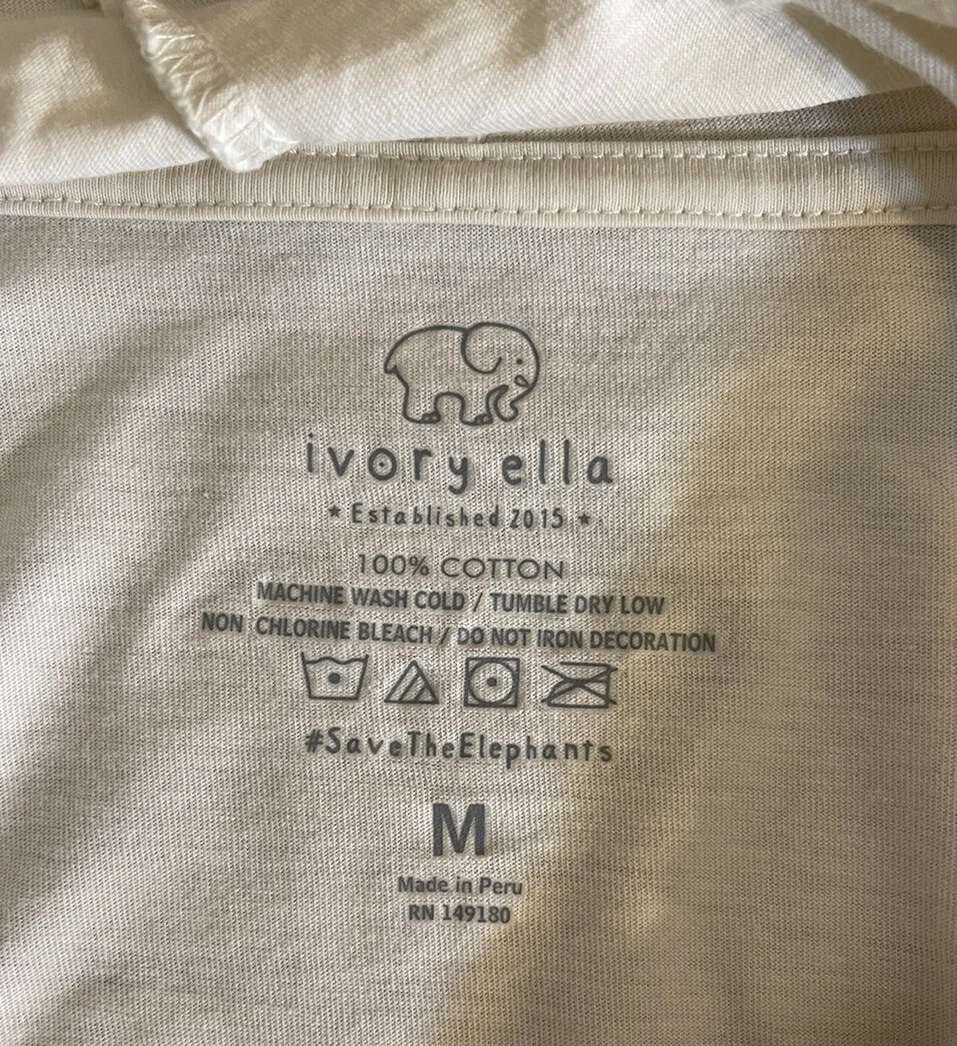 ivory ella
★ Established 2015 ★
100% COTTON
MACHINE WASH COLD / TUMBLE DRY LOW
NON CHLORINE BLEACH / DO NOT IRON DECORATION
#SaveTheElephants
M
Made in Peru
RN 149180